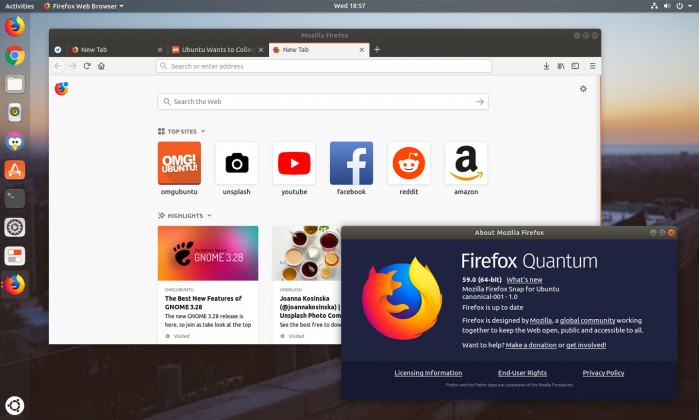 Activities
Firefox Web Browser
Wed 18:57
Mozilla Firefox
New Tab
Ubuntu Wants to Collec
New Tab
Search or enter address
Search the Web
TOP SITES
OMG!
UBUNTU!
omgubuntu
unsplash
youtube
facebook
reddit
amazon
HIGHLIGHTS
The Best New Features of
GNOME 3.28
OMGUBUNTU
The Best New Features of
GNOME 3.28
The new GNOME 3.28 release
is here, so join as take look at the top
Visited
UNSPLASH
Joanna Kosinska
(@joannakosinska) |
Unsplash Photo Com
See the best free to dow
Visited
About Mozilla Firefox
Firefox Quantum
59.0 (64-bit) What's new
Mozilla Firefox Snap for Ubuntu
canonical-001 - 1.0
Firefox is up to date
Firefox is designed by Mozilla, a global community working
together to keep the Web open, public and accessible to all.
Want to help? Make a donation or get involved!
Licensing Information
End-User Rights
Privacy Policy
Firefox and the Firefox logos are trademarks of the Mozilla Foundation.